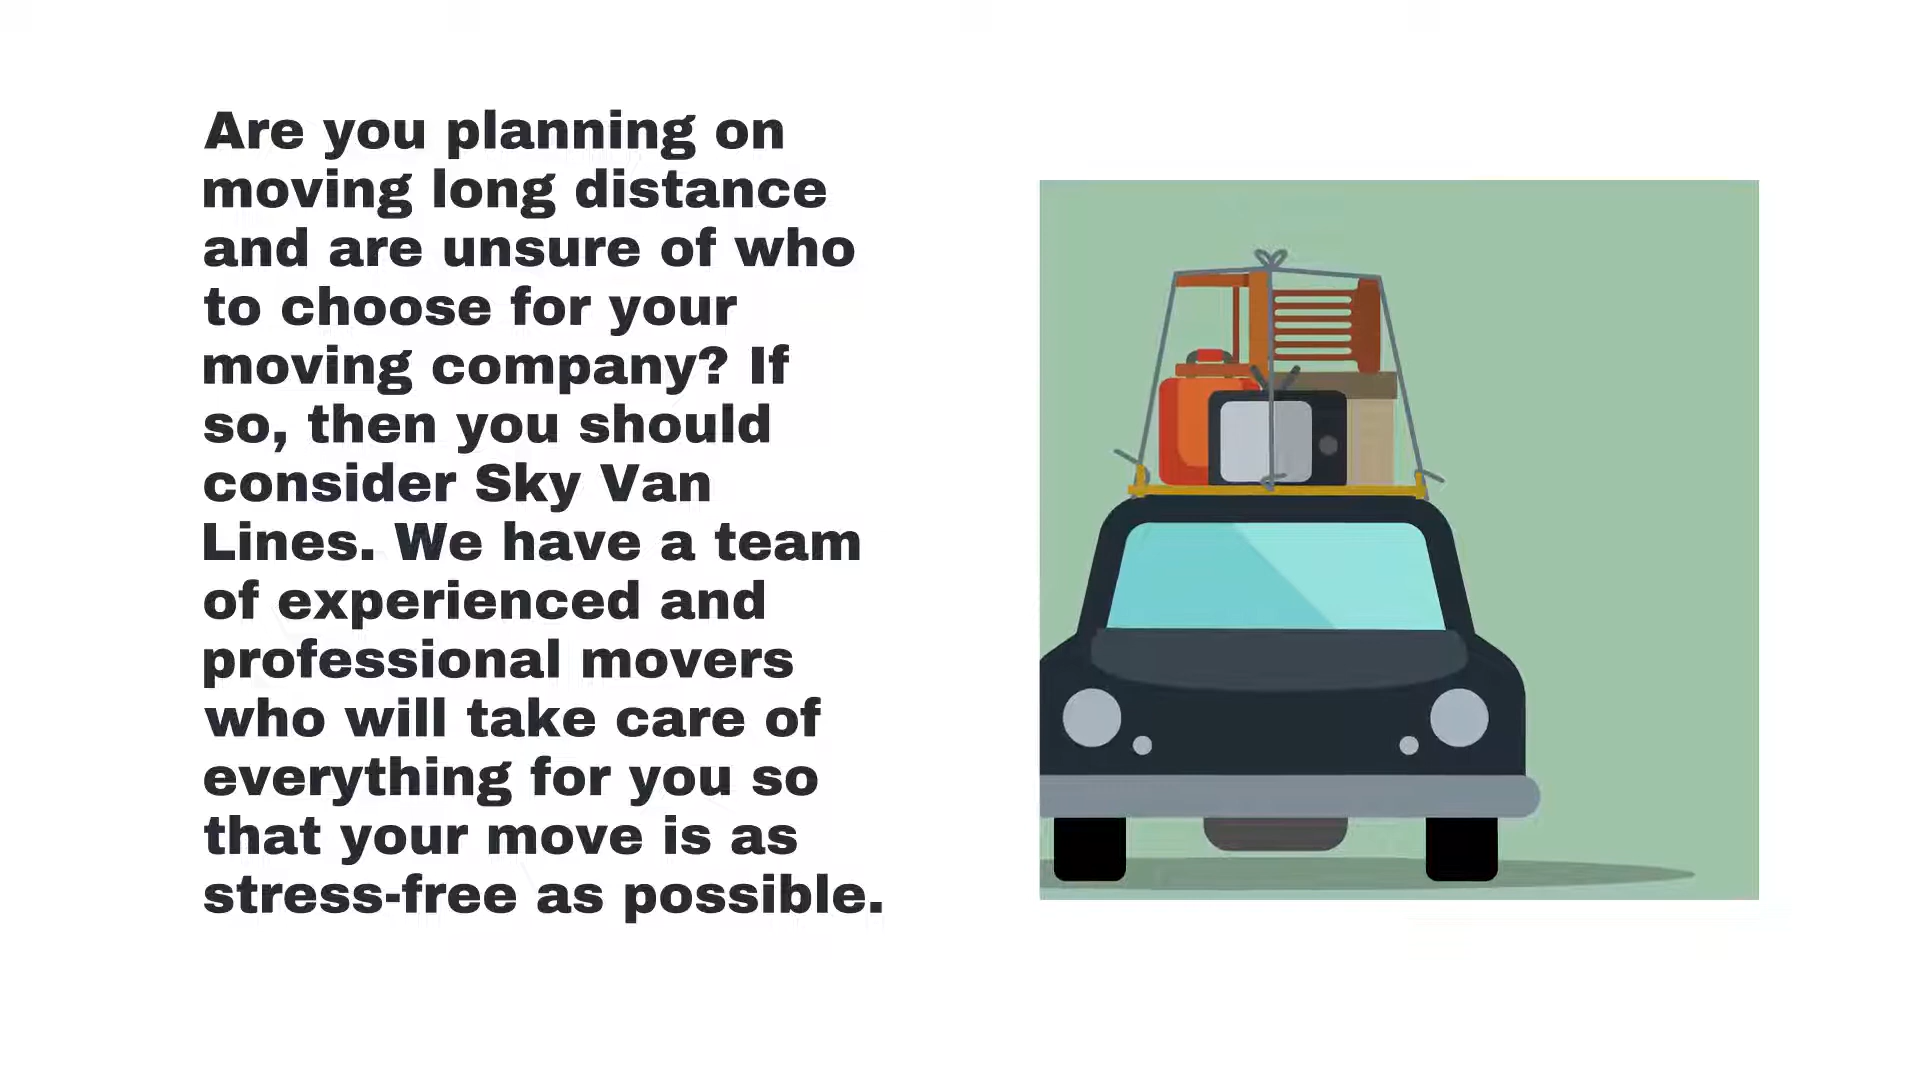 Are you planning on
moving long distance
and are unsure of who
to choose for your
moving company? If
so, then you should
consider Sky Van
Lines. We have a team
of experienced and
professional movers
who will take care of
everything for you so
that your move is as
stress-free as possible.